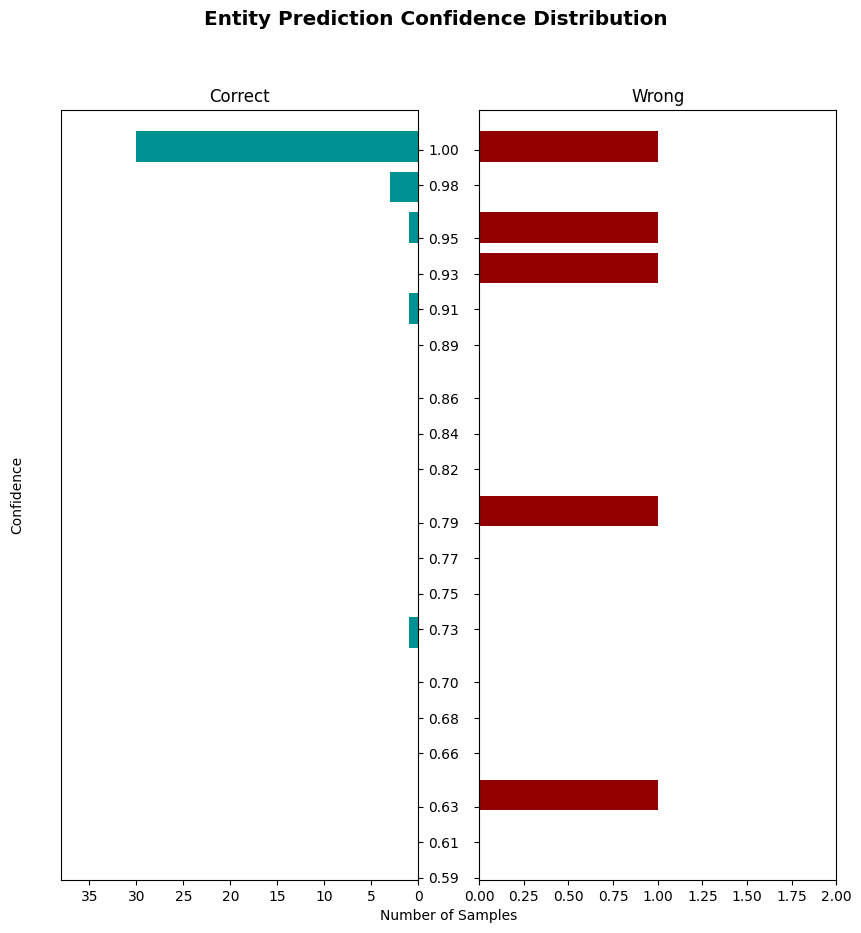 Entity Prediction Confidence Distribution
Correct
Wrong
1.00
0.98
0.95
0.93
0.91
0.89
0.86
0.84
0.82
0.79
0.77
0.75
0.73
0.70
0.68
0.66
0.63
0.61
0.59
Confidence
35 30 25 20 15 10 5 0
0.00 0.25 0.50 0.75 1.00 1.25 1.50 1.75 2.00
Number of Samples